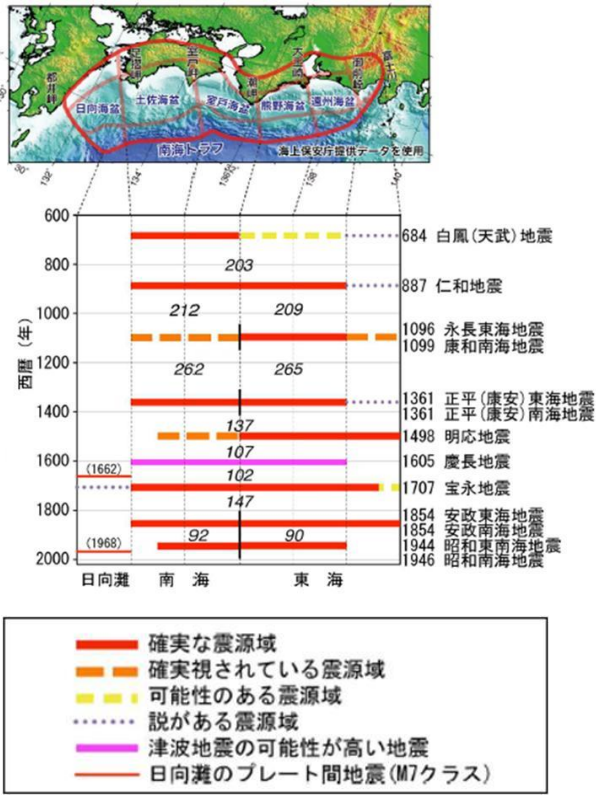 都井岬
足摺岬
室戸岬
潮岬
大王崎
御前崎
富士川
日向海盆
土佐海盆
室戸海盆
熊野海盆
遠州海盆
南海トラフ
海上保安庁提供データを使用
132
134
136
138
140
西暦(年)
600
800
1000
1200
1400
1600
1800
2000
203
212
209
262
265
137
107
102
147
92
90
(1662)
(1968)
684 白鳳(天武)地震
887 仁和地震
1096 永長東海地震
1099 康和南海地震
1361 正平(康安)東海地震
1361 正平(康安)南海地震
1498 明応地震
1605 慶長地震
1707 宝永地震
1854 安政東海地震
1854 安政南海地震
1944 昭和東南海地震
1946 昭和南海地震
日向灘 南 海 東 海
確実な震源域
確実視されている震源域
可能性のある震源域
説がある震源域
津波地震の可能性が高い地震
日向灘のプレート間地震(M7クラス)